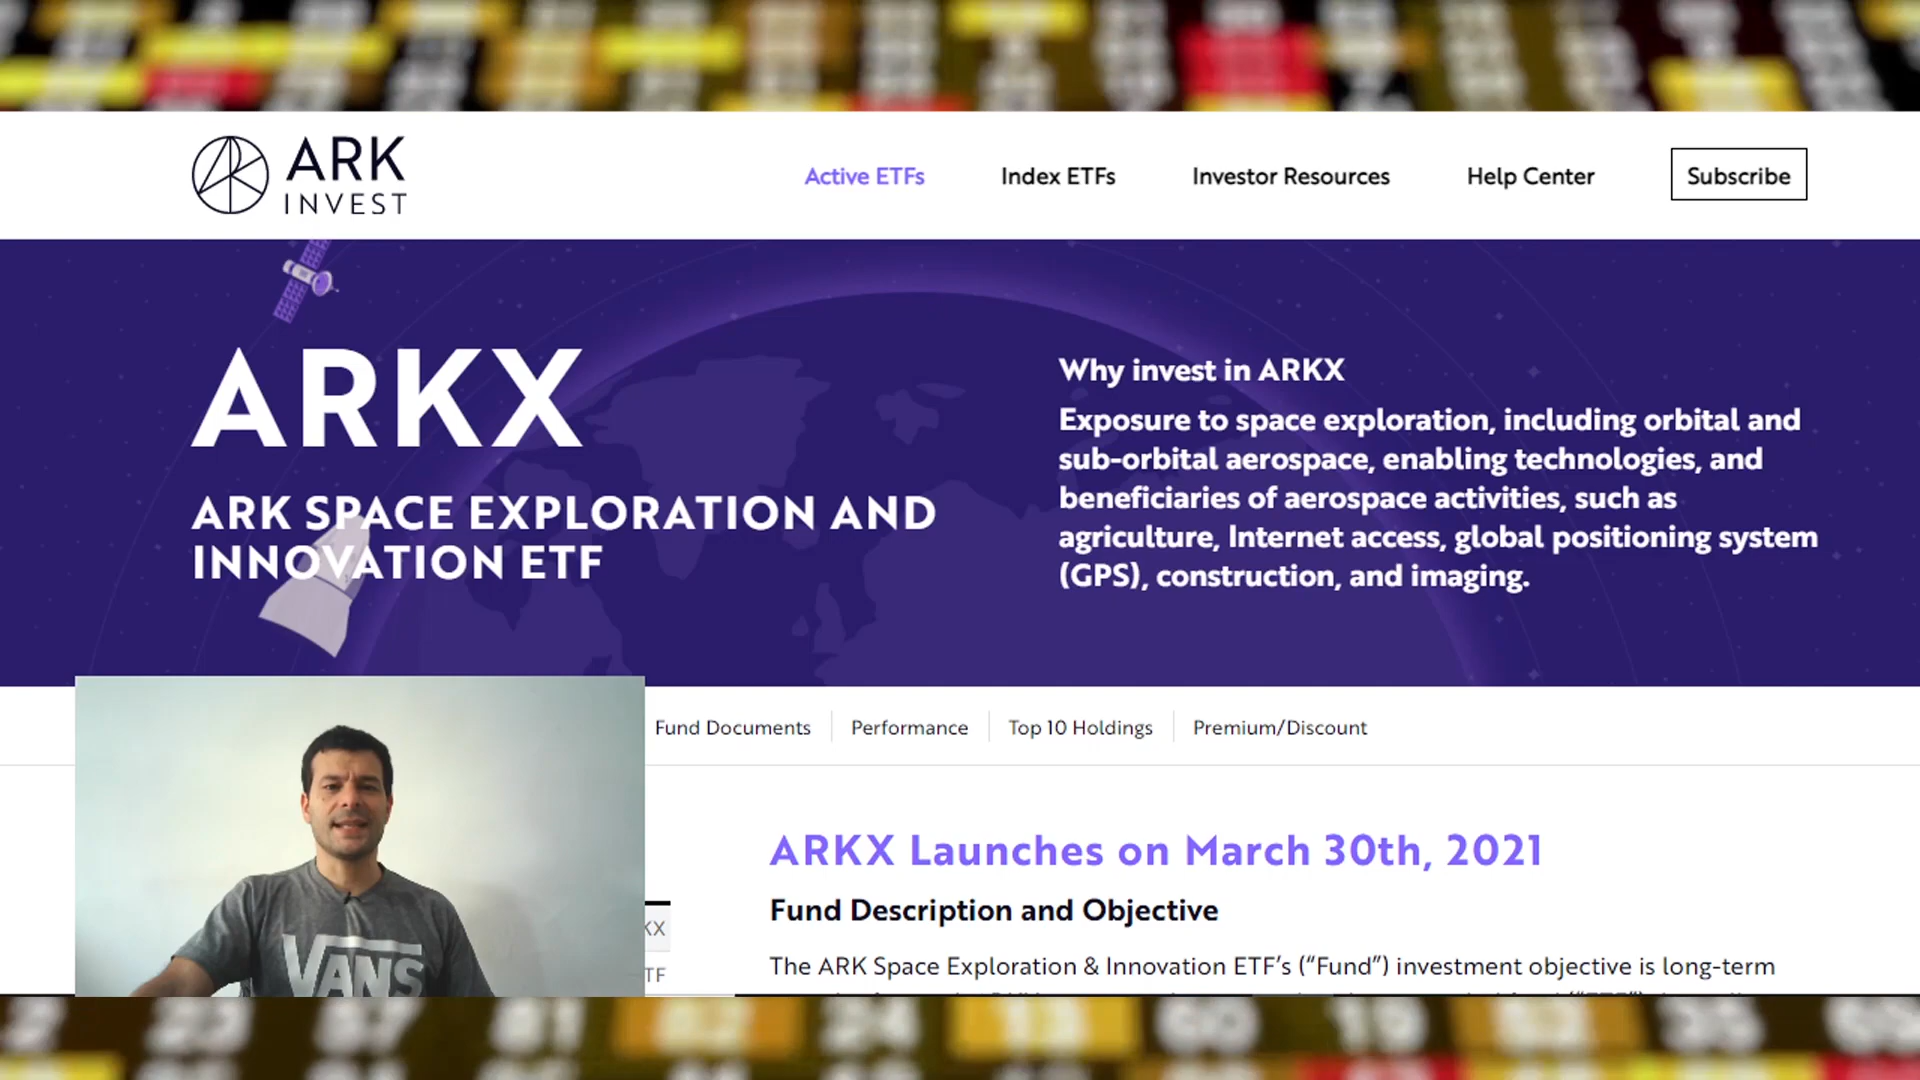 ARK
INVEST
Active ETFs
Index ETFs
Investor Resources
Help Center
Subscribe
ARKX
ARK SPACE EXPLORATION AND
INNOVATION ETF
Why invest in ARKX
Exposure to space exploration, including orbital and
sub-orbital aerospace, enabling technologies, and
beneficiaries of aerospace activities, such as
agriculture, Internet access, global positioning system
(GPS), construction, and imaging.
Fund Documents
Performance
Top 10 Holdings
Premium/Discount
ARKX Launches on March 30th, 2021
Fund Description and Objective
The ARK Space Exploration & Innovation ETF’s (“Fund”) investment objective is long-term
KX
TF
VANS